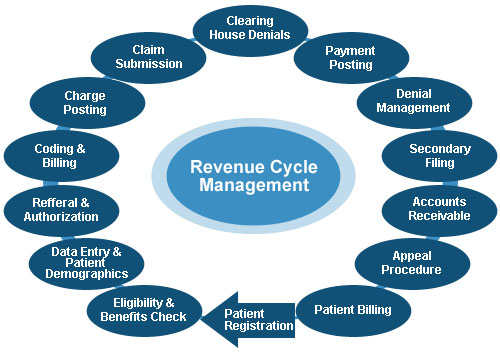 Clearing
House Denials
Payment
Posting
Denial
Management
Secondary
Filing
Accounts
Receivable
Appeal
Procedure
Patient Billing
Patient
Registration
Eligibility &
Benefits Check
Data Entry &
Patient
Demographics
Refferal &
Authorization
Coding &
Billing
Charge
Posting
Claim
Submission
Revenue Cycle
Management